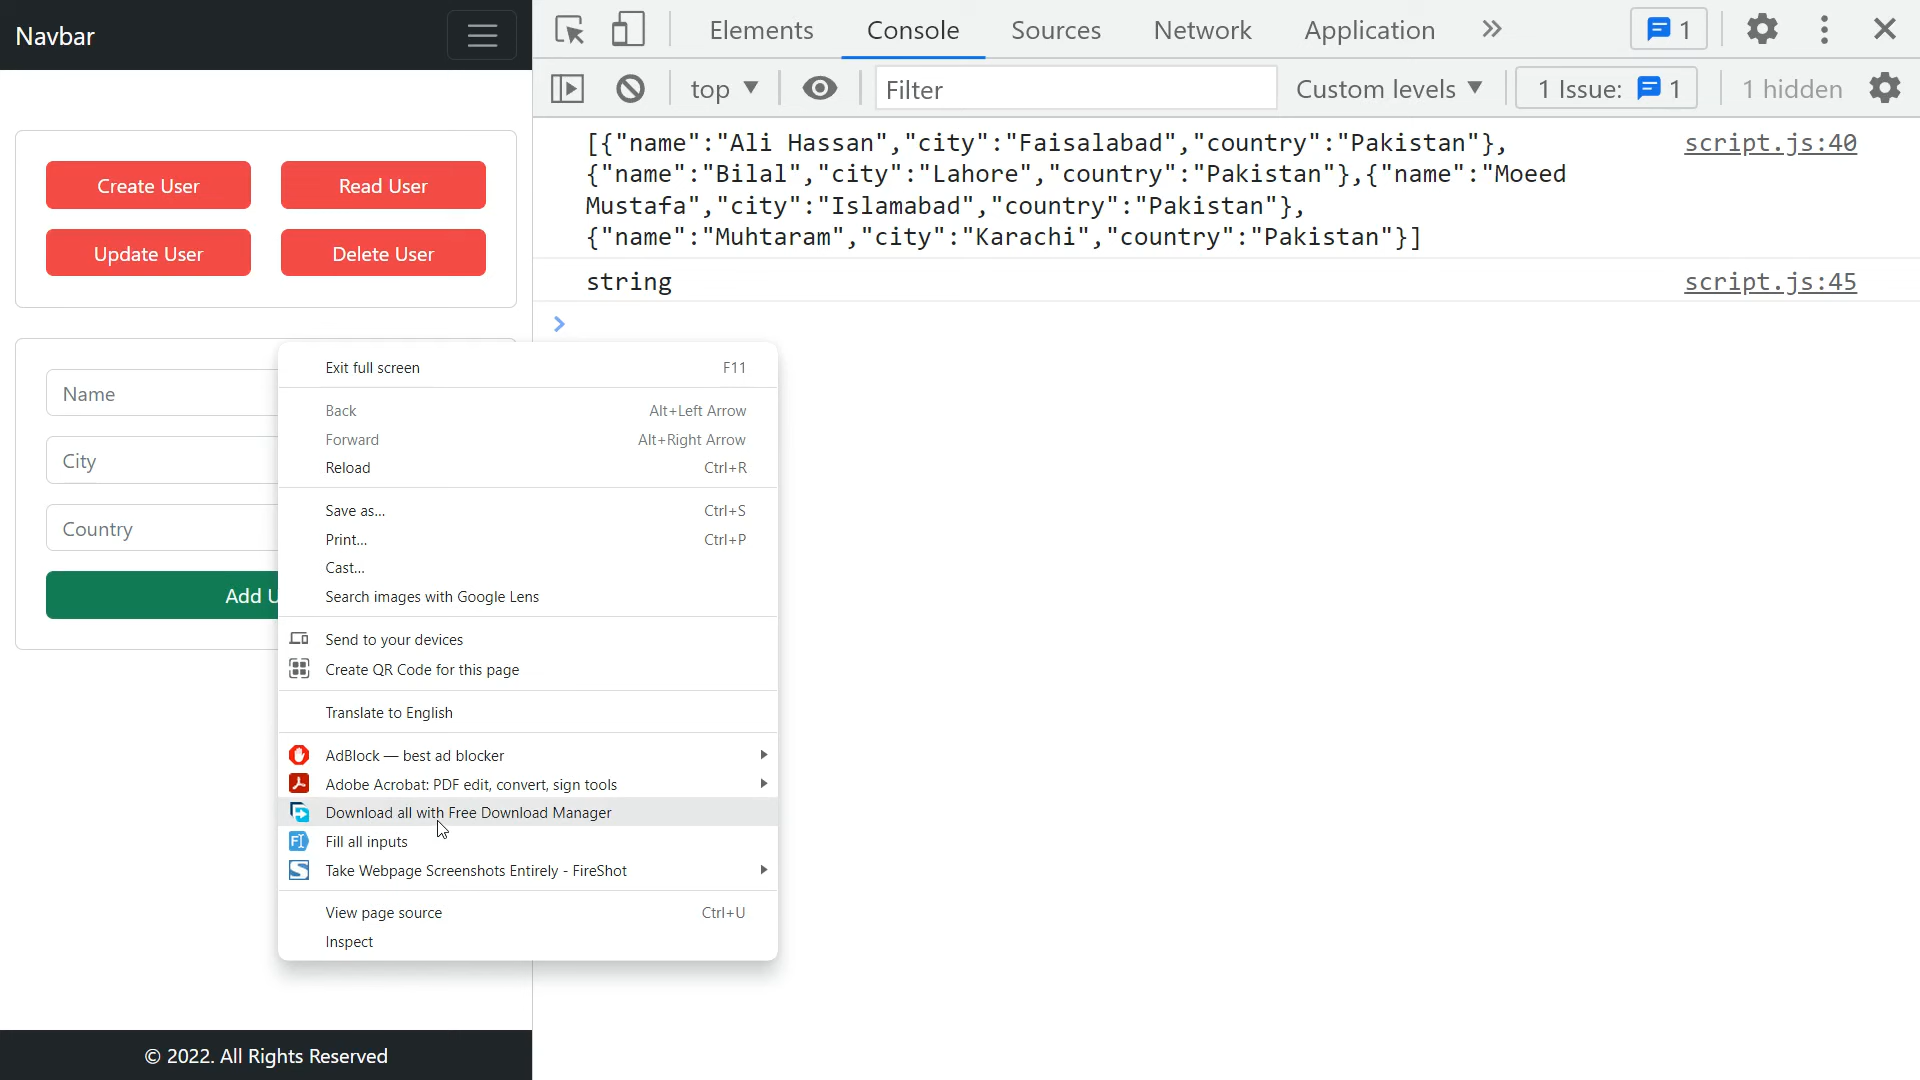 Navbar
Create User
Read User
Update User
Delete User
Name
City
Country
Add U
© 2022. All Rights Reserved
Exit full screen F11
Back Alt+Left Arrow
Forward Alt+Right Arrow
Reload Ctrl+R
Save as... Ctrl+S
Print... Ctrl+P
Cast...
Search images with Google Lens
Send to your devices
Create QR Code for this page
Translate to English
AdBlock — best ad blocker
Adobe Acrobat: PDF edit, convert, sign tools
Download all with Free Download Manager
Fill all inputs
Take Webpage Screenshots Entirely - FireShot
View page source Ctrl+U
Inspect
Elements Console Sources Network Application 1
top Filter Custom levels 1 Issue: 1 1 hidden
[{"name":"Ali Hassan","city":"Faisalabad","country":"Pakistan"}, script.js:40
{"name":"Bilal","city":"Lahore","country":"Pakistan"},{"name":"Moeed
Mustafa","city":"Islamabad","country":"Pakistan"},
{"name":"Muhtaram","city":"Karachi","country":"Pakistan"}]
string script.js:45